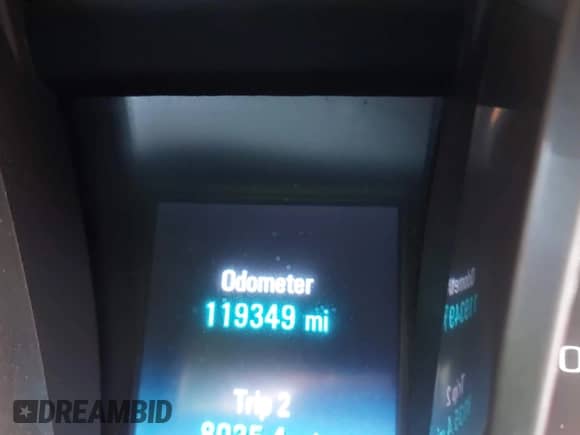 Odometer
119349 mi
Trip 2
DREAMBID